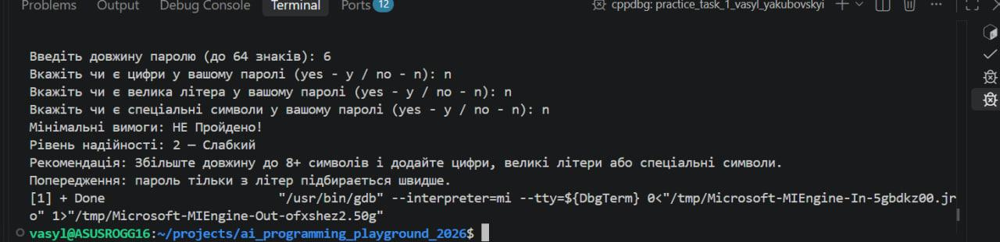 Problems Output Debug Console Terminal Ports 12 cppdbg: practice_task_1_vasyl_yakubovskyi
Введіть довжину паролю (до 64 знаків): 6
Вкажіть чи є цифри у вашому паролі (yes - y / no - n): n
Вкажіть чи є велика літера у вашому паролі (yes - y / no - n): n
Вкажіть чи є спеціальні символи у вашому паролі (yes - y / no - n): n
Мінімальні вимоги: НЕ Пройдено!
Рівень надійності: 2 — Слабкий
Рекомендація: Збільште довжину до 8+ символів і додайте цифри, великі літери або спеціальні символи.
Попередження: пароль тільки з літер підбирається швидше.
[1] + Done "/usr/bin/gdb" --interpreter=mi --tty=${DbgTerm} 0<"/tmp/Microsoft-MIEngine-In-5gbdkz00.jr
o" 1>"/tmp/Microsoft-MIEngine-Out-ofxshez2.50g"
vasyl@ASUSROGG16:~/projects/ai_programming_playground_2026$